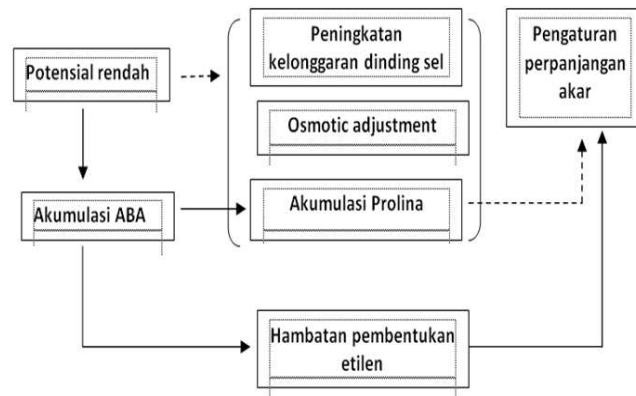 Potensial rendah
Peningkatan
kelonggaran dinding sel
Osmotic adjustment
Akumulasi ABA
Akumulasi Prolina
Pengaturan
perpanjangan
akar
Hambatan pembentukan
etilen